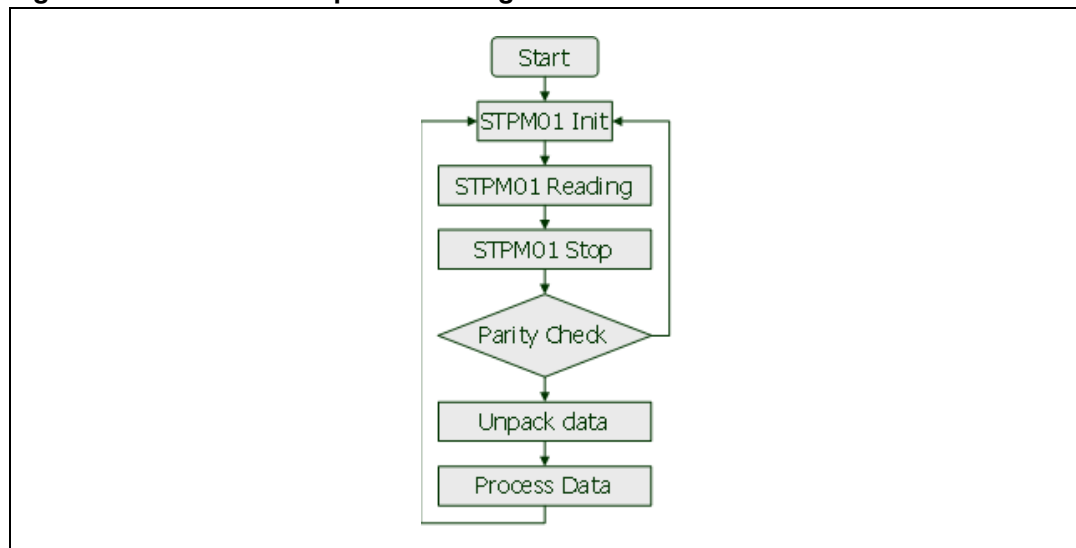 Start
STPM01 Init
STPM01 Reading
STPM01 Stop
Parity Check
Unpack data
Process Data